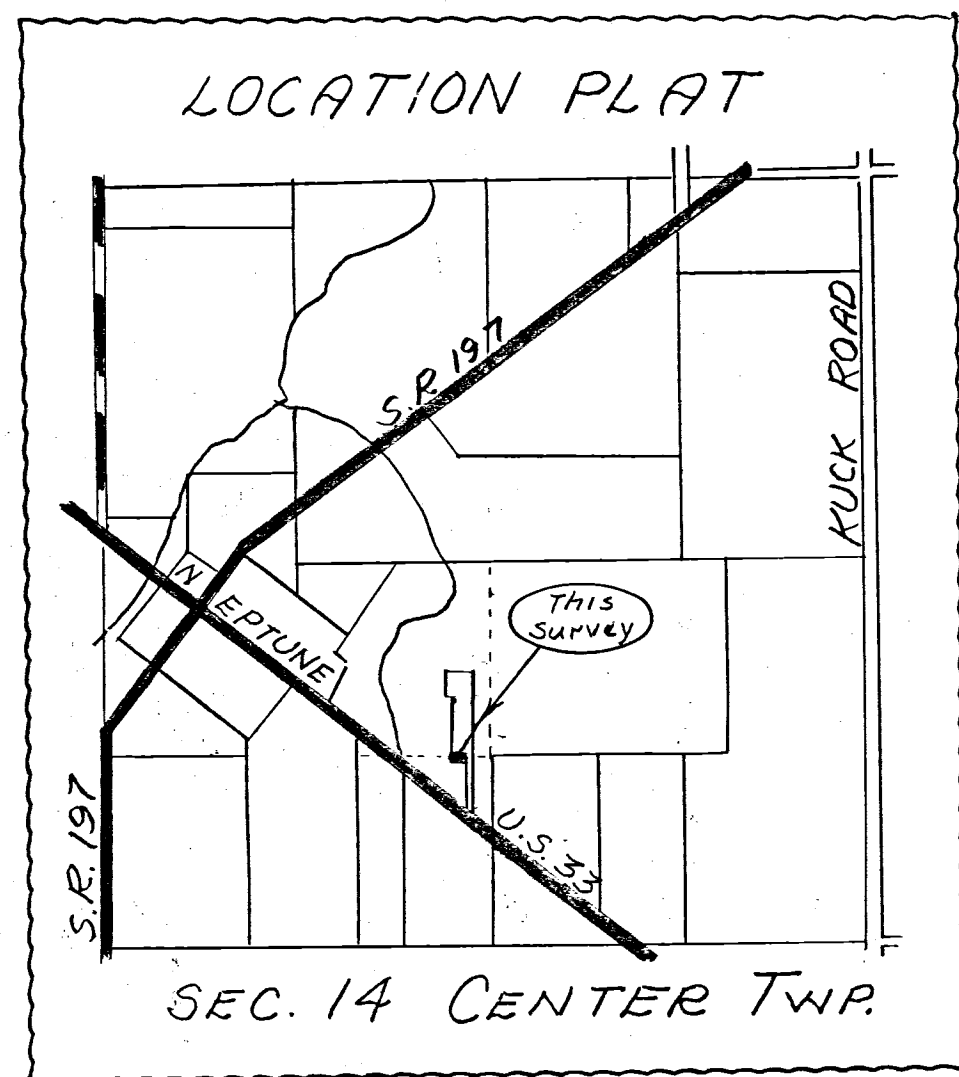 LOCATION PLAT
S.R. 197
KUCK ROAD
NEPTUNE
This
survey
S.R. 197
U.S. 33
SEC. 14 CENTER TWP.